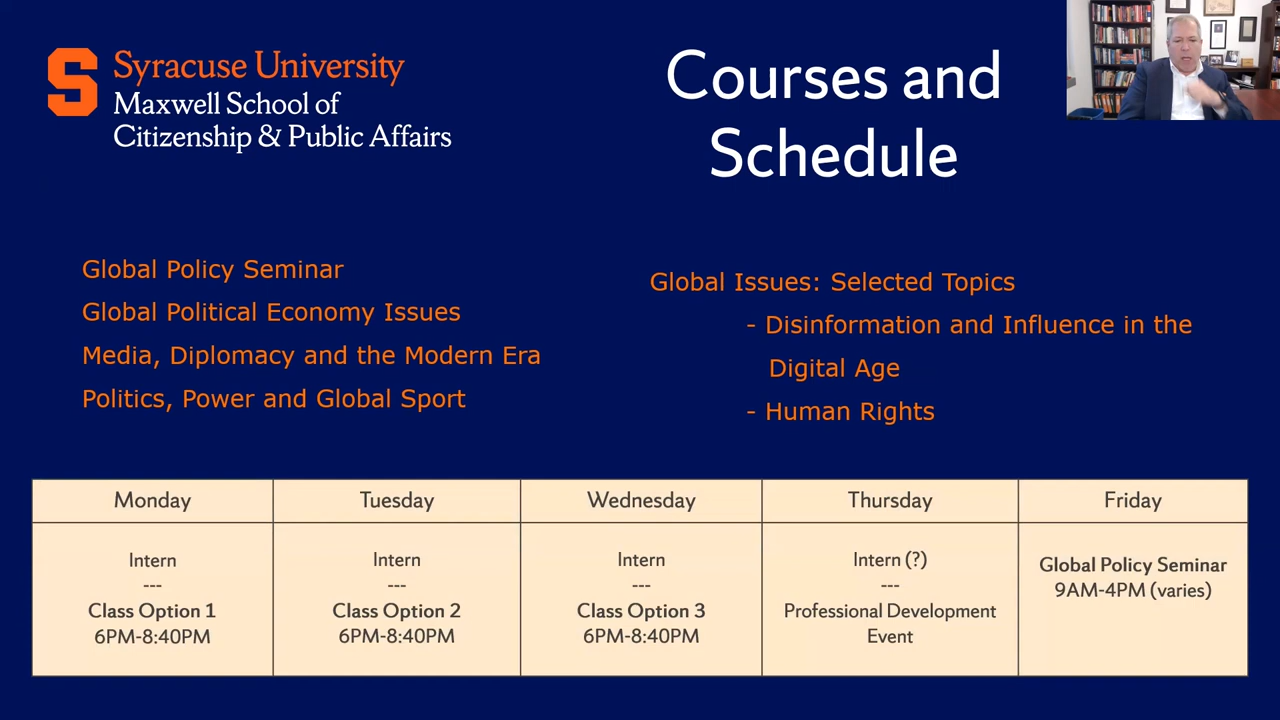 Syracuse University
Maxwell School of
Citizenship & Public Affairs
Courses and
Schedule
Global Policy Seminar
Global Political Economy Issues
Media, Diplomacy and the Modern Era
Politics, Power and Global Sport
Global Issues: Selected Topics
- Disinformation and Influence in the
Digital Age
- Human Rights
Monday
Tuesday
Wednesday
Thursday
Friday
Intern
---
Class Option 1
6PM-8:40PM
Intern
---
Class Option 2
6PM-8:40PM
Intern
---
Class Option 3
6PM-8:40PM
Intern (?)
---
Professional Development
Event
Global Policy Seminar
9AM-4PM (varies)